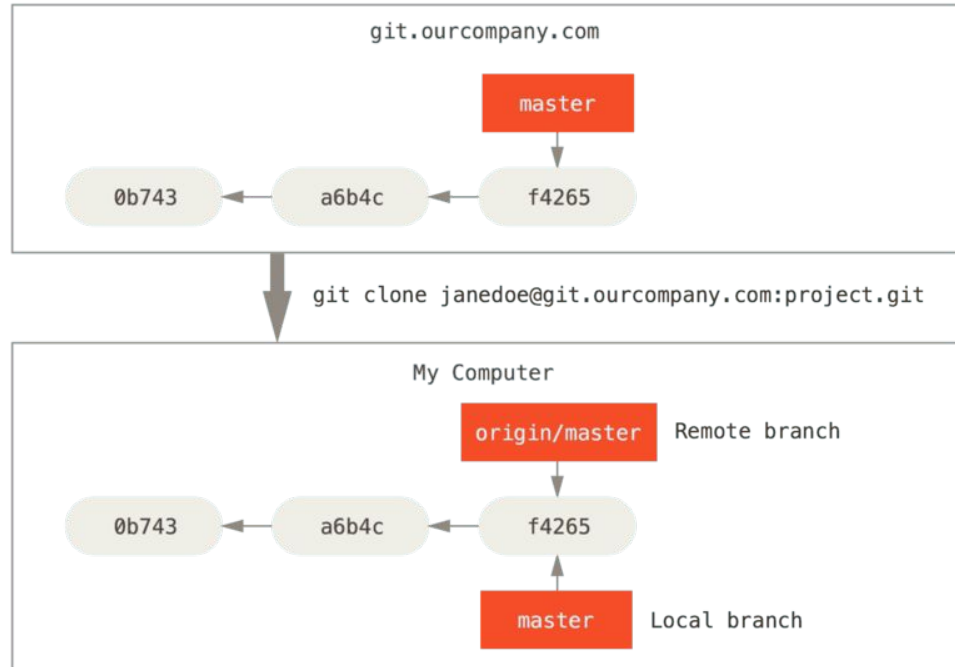 git.ourcompany.com
master
0b743 a6b4c f4265
git clone janedoe@git.ourcompany.com:project.git
My Computer
origin/master Remote branch
0b743 a6b4c f4265
master Local branch